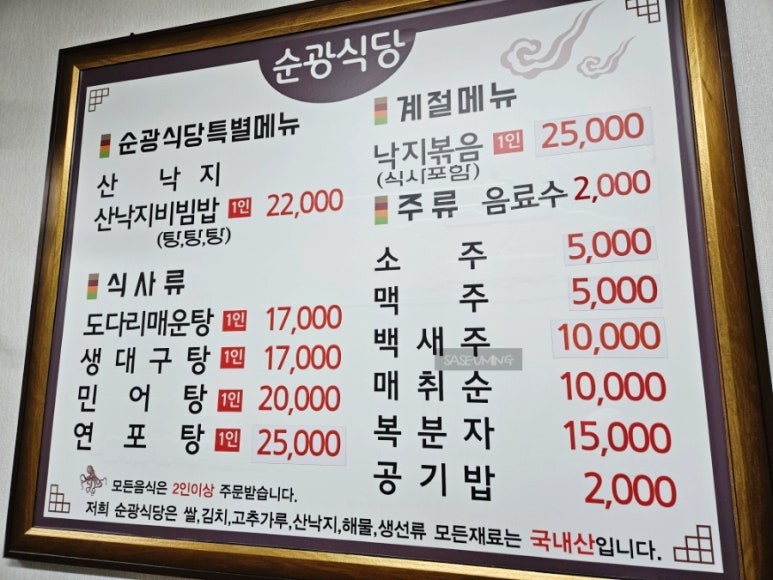 순광식당
순광식당특별메뉴
산 낙 지
산낙지비빔밥 1인 22,000
(탕,탕,탕)
식사류
도다리매운탕 1인 17,000
생 대 구 탕 1인 17,000
민 어 탕 1인 20,000
연 포 탕 1인 25,000
계절메뉴
낙지볶음 1인 25,000
(식사포함)
주류 음료수 2,000
소 주 5,000
맥 주 5,000
백 새 주 10,000
매 취 순 10,000
복 분 자 15,000
공 기 밥 2,000
SASEUMING
모든음식은 2인이상 주문받습니다.
저희 순광식당은 쌀,김치,고추가루,산낙지,해물,생선류 모든재료는 국내산입니다.